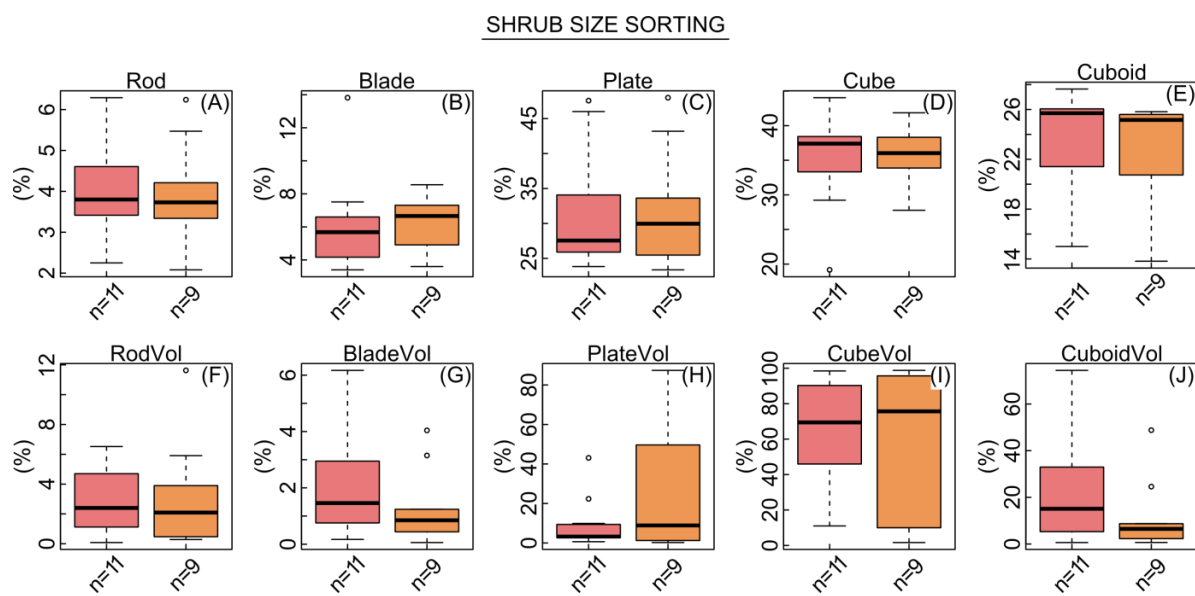 SHRUB SIZE SORTING
Rod
(A)
(%)
6
5
4
3
2
n=11
n=9
Blade
(B)
(%)
12
8
4
n=11
n=9
Plate
(C)
(%)
45
35
25
n=11
n=9
Cube
(D)
(%)
40
30
20
n=11
n=9
Cuboid
(E)
(%)
26
22
18
14
n=11
n=9
RodVol
(F)
(%)
12
8
4
0
n=11
n=9
BladeVol
(G)
(%)
6
4
2
0
n=11
n=9
PlateVol
(H)
(%)
80
60
40
20
0
n=11
n=9
CubeVol
(I)
(%)
100
80
60
40
20
0
n=11
n=9
CuboidVol
(J)
(%)
60
40
20
0
n=11
n=9